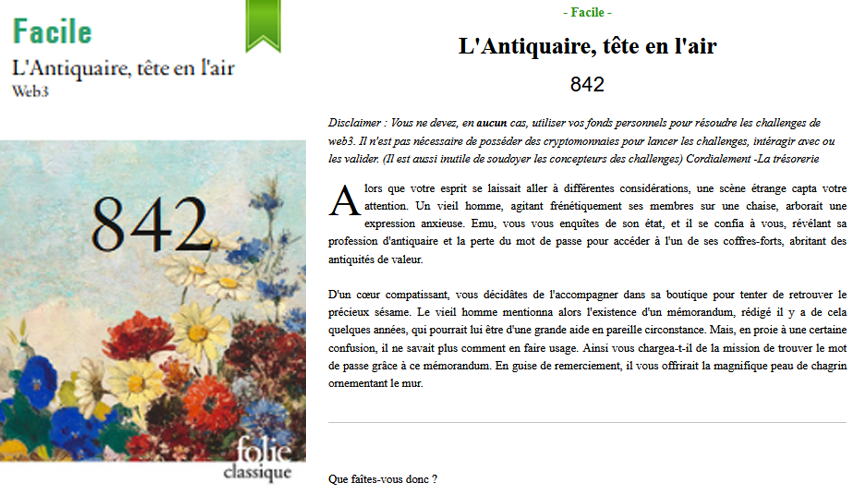 Facile
L'Antiquaire, tête en l'air
Web3
842
folie
classique
- Facile -
L'Antiquaire, tête en l'air
842
Disclaimer : Vous ne devez, en aucun cas, utiliser vos fonds personnels pour résoudre les challenges de
web3. Il n'est pas nécessaire de posséder des cryptomonnaies pour lancer les challenges, intéragir avec ou
les valider. (Il est aussi inutile de soudoyer les concepteurs des challenges) Cordialement -La trésorerie
Alors que votre esprit se laissait aller à différentes considérations, une scène étrange capta votre
attention. Un vieil homme, agitant frénétiquement ses membres sur une chaise, arborait une
expression anxieuse. Emu, vous vous enquîtes de son état, et il se confia à vous, révélant sa
profession d'antiquaire et la perte du mot de passe pour accéder à l'un de ses coffres-forts, abritant des
antiquités de valeur.
D'un cœur compatissant, vous décidâtes de l'accompagner dans sa boutique pour tenter de retrouver le
précieux sésame. Le vieil homme mentionna alors l'existence d'un mémorandum, rédigé il y a de cela
quelques années, qui pourrait lui être d'une grande aide en pareille circonstance. Mais, en proie à une certaine
confusion, il ne savait plus comment en faire usage. Ainsi vous chargea-t-il de la mission de trouver le mot
de passe grâce à ce mémorandum. En guise de remerciement, il vous offrirait la magnifique peau de chagrin
ornementant le mur.
Que faîtes-vous donc ?